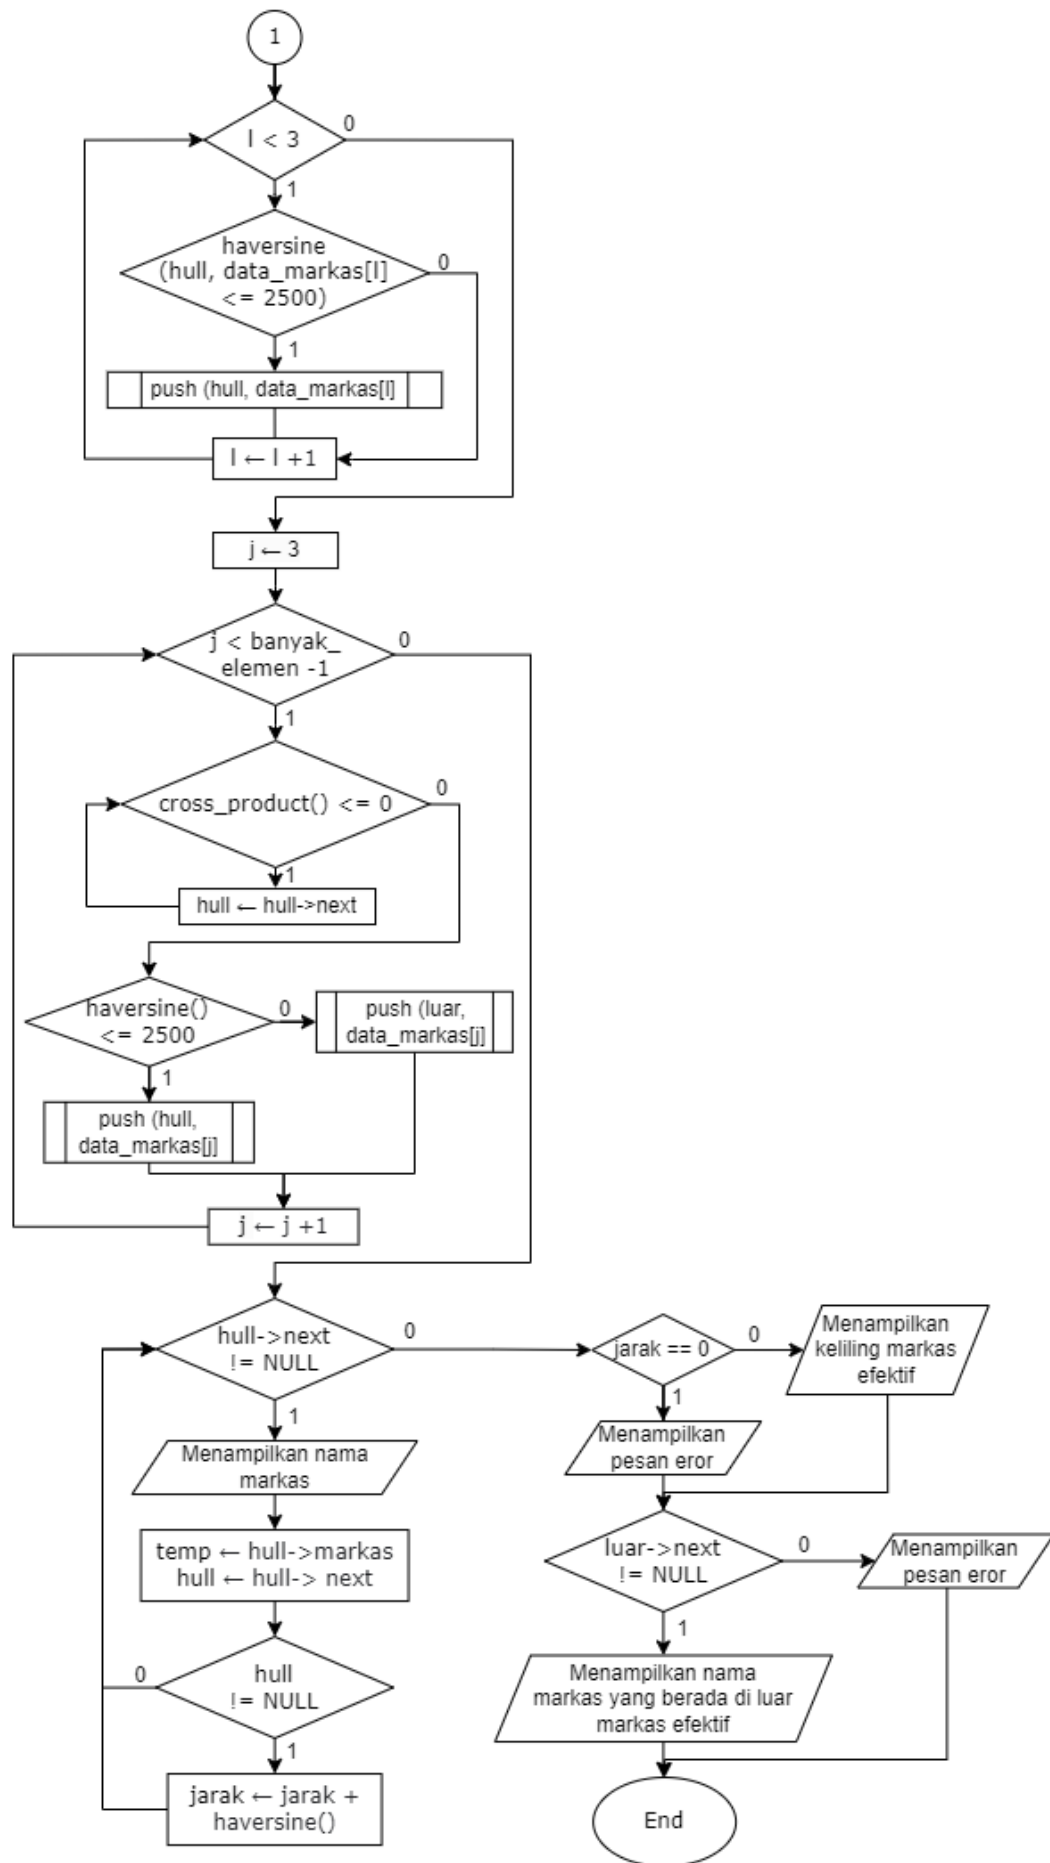 1
l < 3
0
1
haversine
(hull, data_markas[l]
<= 2500)
0
1
push (hull, data_markas[l]
l ← l +1
j ← 3
j < banyak_
elemen -1
0
1
cross_product() <= 0
0
1
hull ← hull->next
haversine()
<= 2500
0
push (luar,
data_markas[j]
1
push (hull,
data_markas[j]
j ← j +1
hull->next
!= NULL
0
1
Menampilkan nama
markas
temp ← hull->markas
hull ← hull-> next
hull
!= NULL
0
1
jarak ← jarak +
haversine()
jarak == 0
0
Menampilkan
keliling markas
efektif
1
Menampilkan
pesan eror
luar->next
!= NULL
0
Menampilkan
pesan eror
1
Menampilkan nama
markas yang berada di luar
markas efektif
End